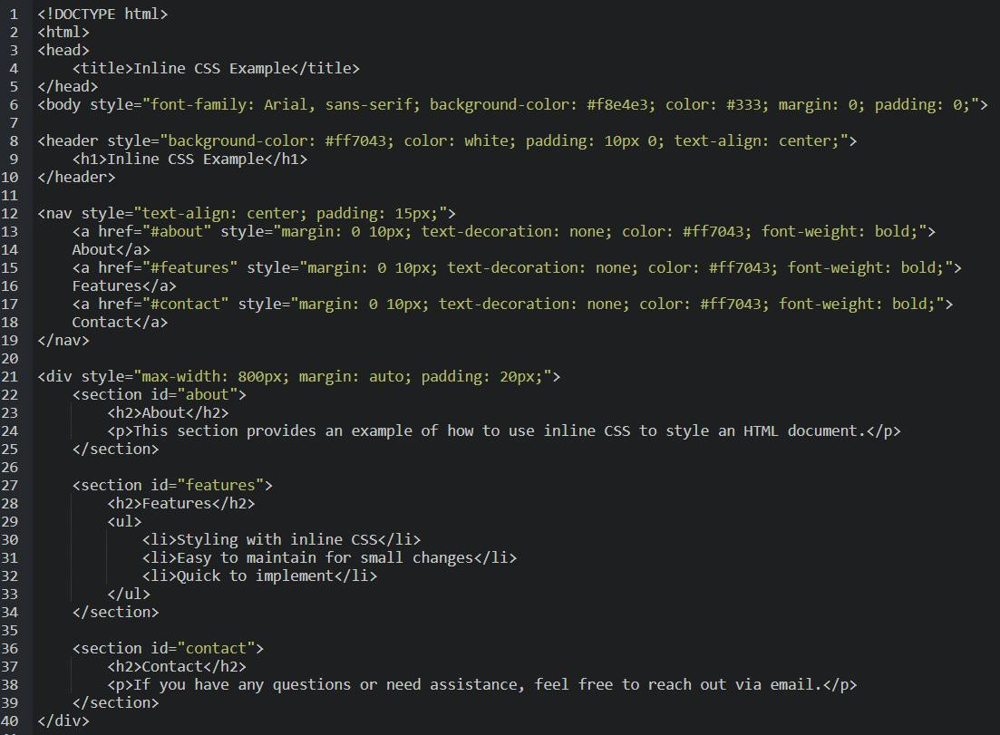 1 <!DOCTYPE html>
2 <html>
3 <head>
4     <title>Inline CSS Example</title>
5 </head>
6 <body style="font-family: Arial, sans-serif; background-color: #f8e4e3; color: #333; margin: 0; padding: 0;">
7
8 <header style="background-color: #ff7043; color: white; padding: 10px 0; text-align: center;">
9     <h1>Inline CSS Example</h1>
10 </header>
11
12 <nav style="text-align: center; padding: 15px;">
13     <a href="#about" style="margin: 0 10px; text-decoration: none; color: #ff7043; font-weight: bold;">
14     About</a>
15     <a href="#features" style="margin: 0 10px; text-decoration: none; color: #ff7043; font-weight: bold;">
16     Features</a>
17     <a href="#contact" style="margin: 0 10px; text-decoration: none; color: #ff7043; font-weight: bold;">
18     Contact</a>
19 </nav>
20
21 <div style="max-width: 800px; margin: auto; padding: 20px;">
22     <section id="about">
23         <h2>About</h2>
24         <p>This section provides an example of how to use inline CSS to style an HTML document.</p>
25     </section>
26
27     <section id="features">
28         <h2>Features</h2>
29         <ul>
30             <li>Styling with inline CSS</li>
31             <li>Easy to maintain for small changes</li>
32             <li>Quick to implement</li>
33         </ul>
34     </section>
35
36     <section id="contact">
37         <h2>Contact</h2>
38         <p>If you have any questions or need assistance, feel free to reach out via email.</p>
39     </section>
40 </div>